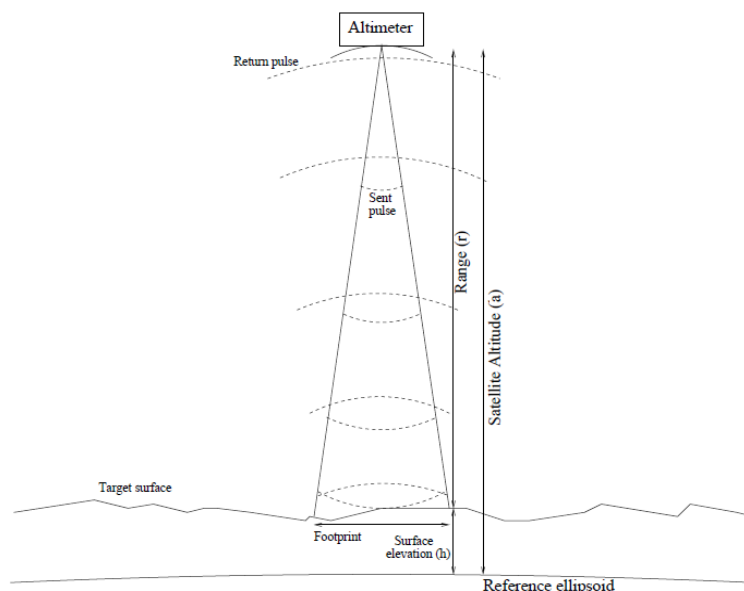 Altimeter
Return pulse
Sent
pulse
Range (r)
Satellite Altitude (a)
Target surface
Footprint
Surface
elevation (h)
Reference ellipsoid